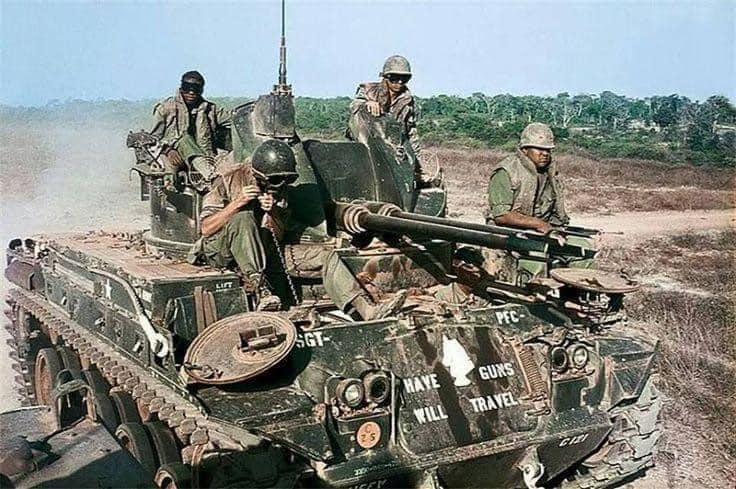 LIFT
SGT-
PFC-
HAVE GUNS
WILL TRAVEL
C
25
C121